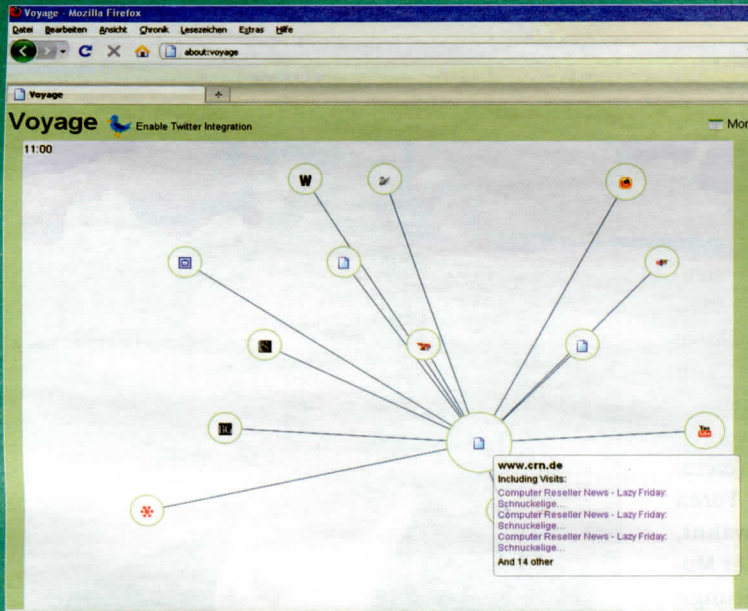 Voyage - Mozilla Firefox
Datei Bearbeiten Ansicht Chronik Lesezeichen Extras Hilfe
about:voyage
Voyage
Voyage Enable Twitter Integration
Mor
11:00
W
You
Tube
www.crn.de
Including Visits:
Computer Reseller News - Lazy Friday:
Schnuckelige...
Computer Reseller News - Lazy Friday:
Schnuckelige...
Computer Reseller News - Lazy Friday:
Schnuckelige...
And 14 other